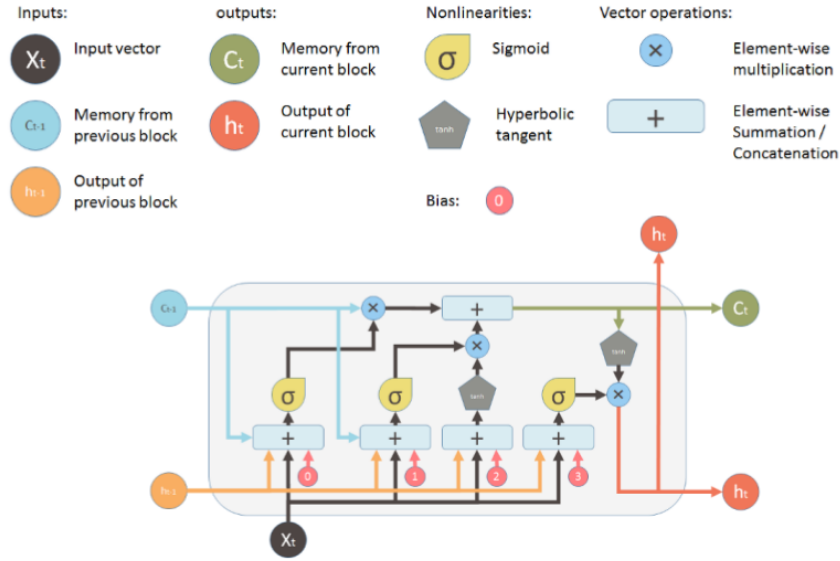 Inputs:
outputs:
Nonlinearities:
Vector operations:
Xt
Input vector
Ct
Memory from
current block
σ
Sigmoid
×
Element-wise
multiplication
Ct-1
Memory from
previous block
ht
Output of
current block
tanh
Hyperbolic
tangent
+
Element-wise
Summation /
Concatenation
ht-1
Output of
previous block
Bias:
0
ht
Ct-1
×
+
Ct
×
tanh
σ
σ
tanh
σ
×
+
+
+
+
0
1
2
3
ht-1
ht
Xt